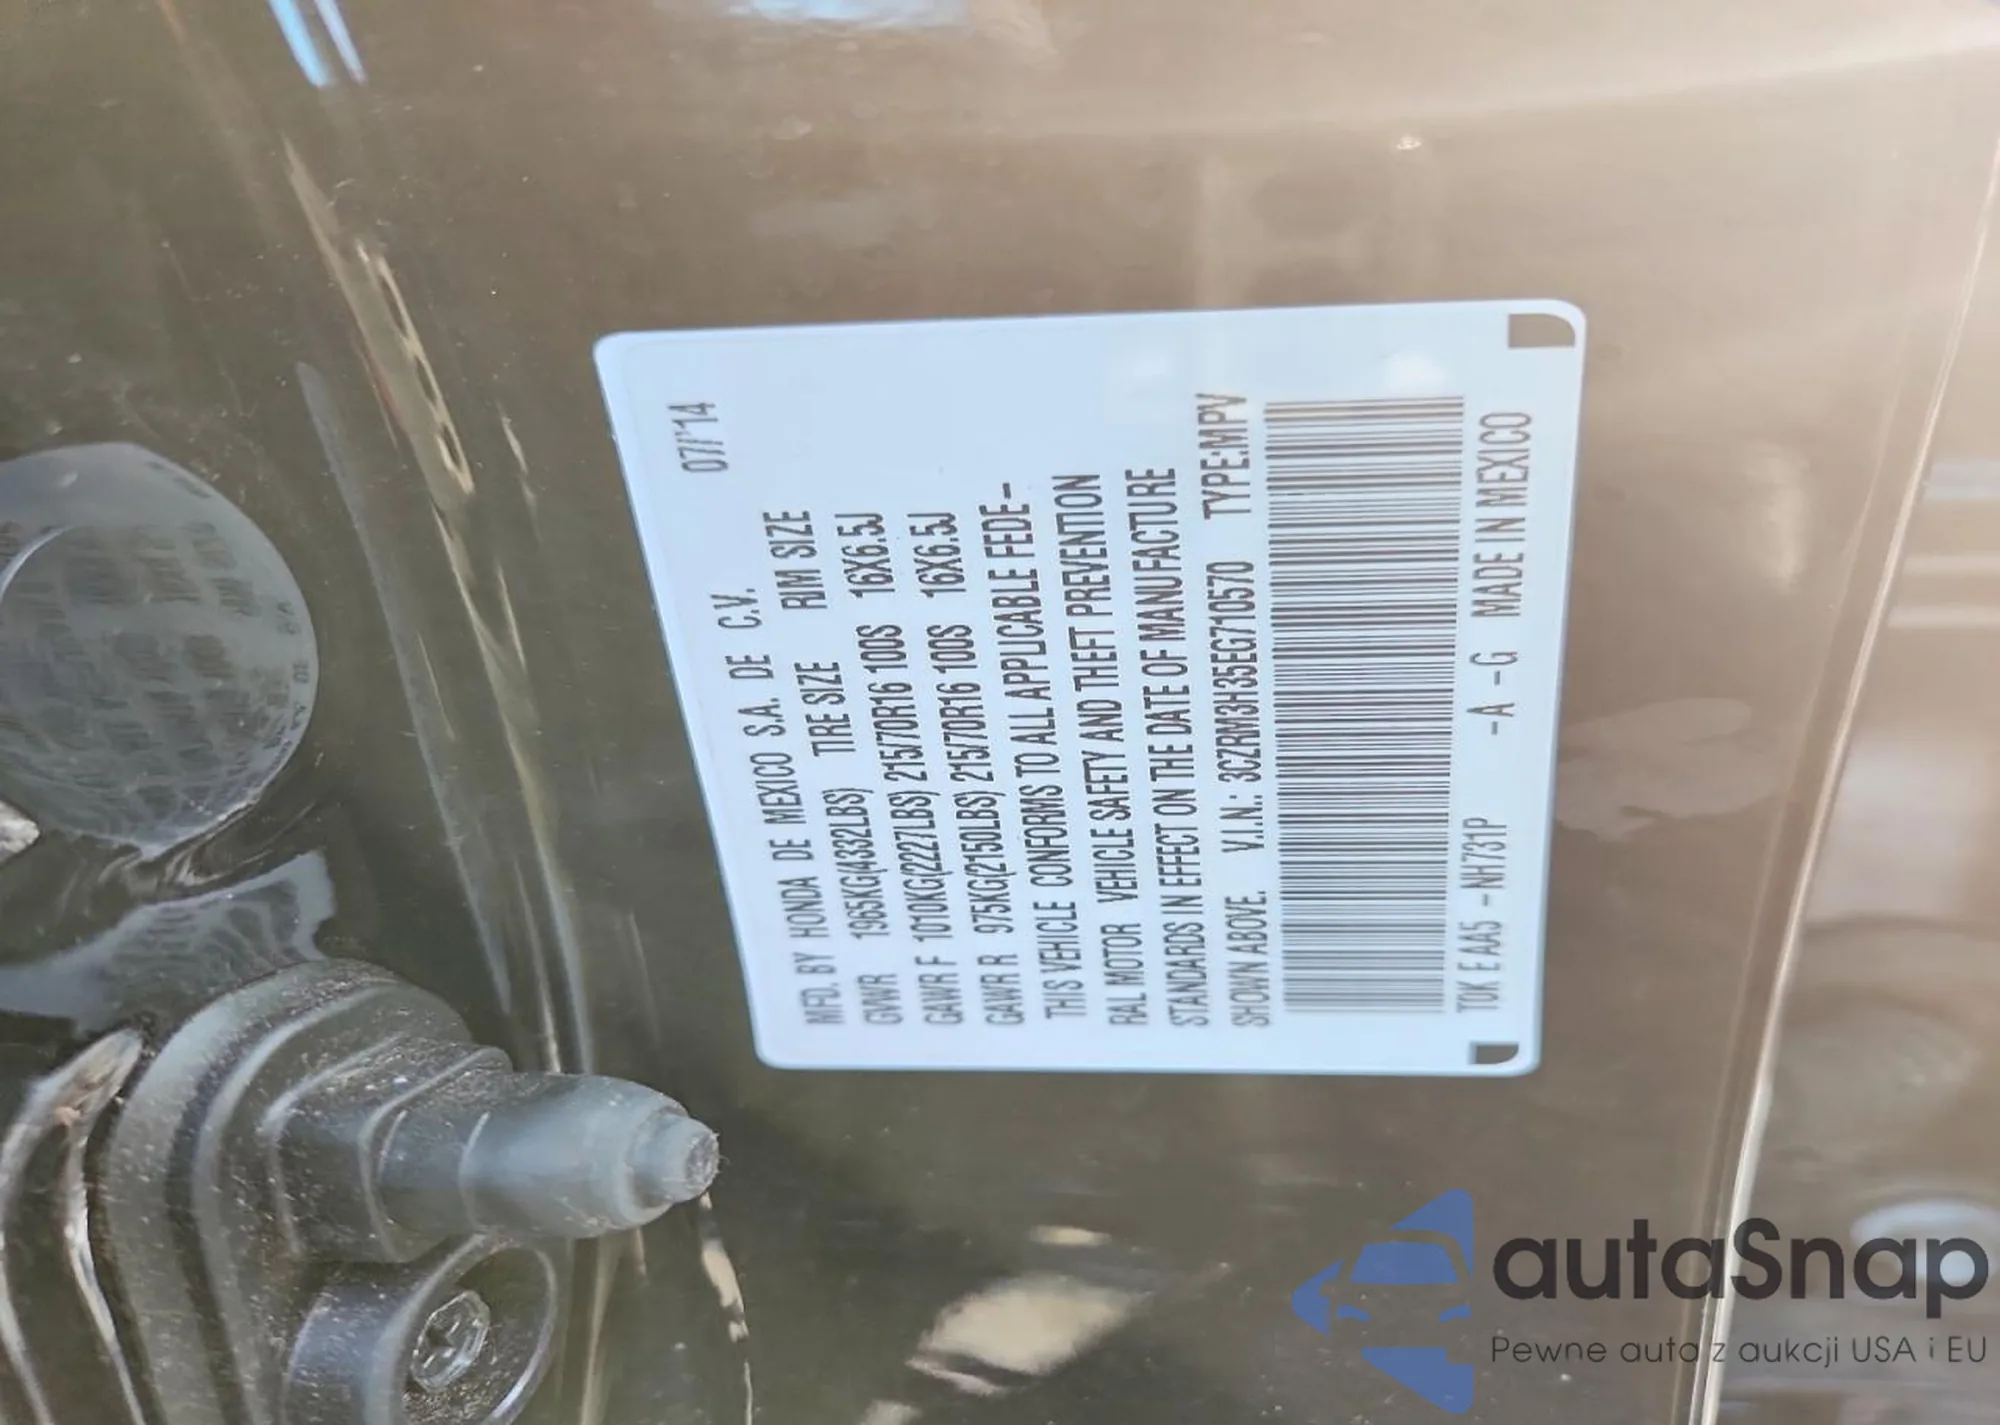 07/'14
MFD. BY HONDA DE MEXICO S.A. DE C.V.
GVWR 1965KG(4332LBS) TIRE SIZE RIM SIZE
GAWR F 1010KG(2227LBS) 215/70R16 100S 16X6.5J
GAWR R 975KG(2150LBS) 215/70R16 100S 16X6.5J
THIS VEHICLE CONFORMS TO ALL APPLICABLE FEDE-
RAL MOTOR VEHICLE SAFETY AND THEFT PREVENTION
STANDARDS IN EFFECT ON THE DATE OF MANUFACTURE
SHOWN ABOVE. V.I.N.: 3CZRM3H35EG710570 TYPE:MPV
T0K E AA5 - NH731P -A -G MADE IN MEXICO
autaSnap
Pewne auta z aukcji USA i EU